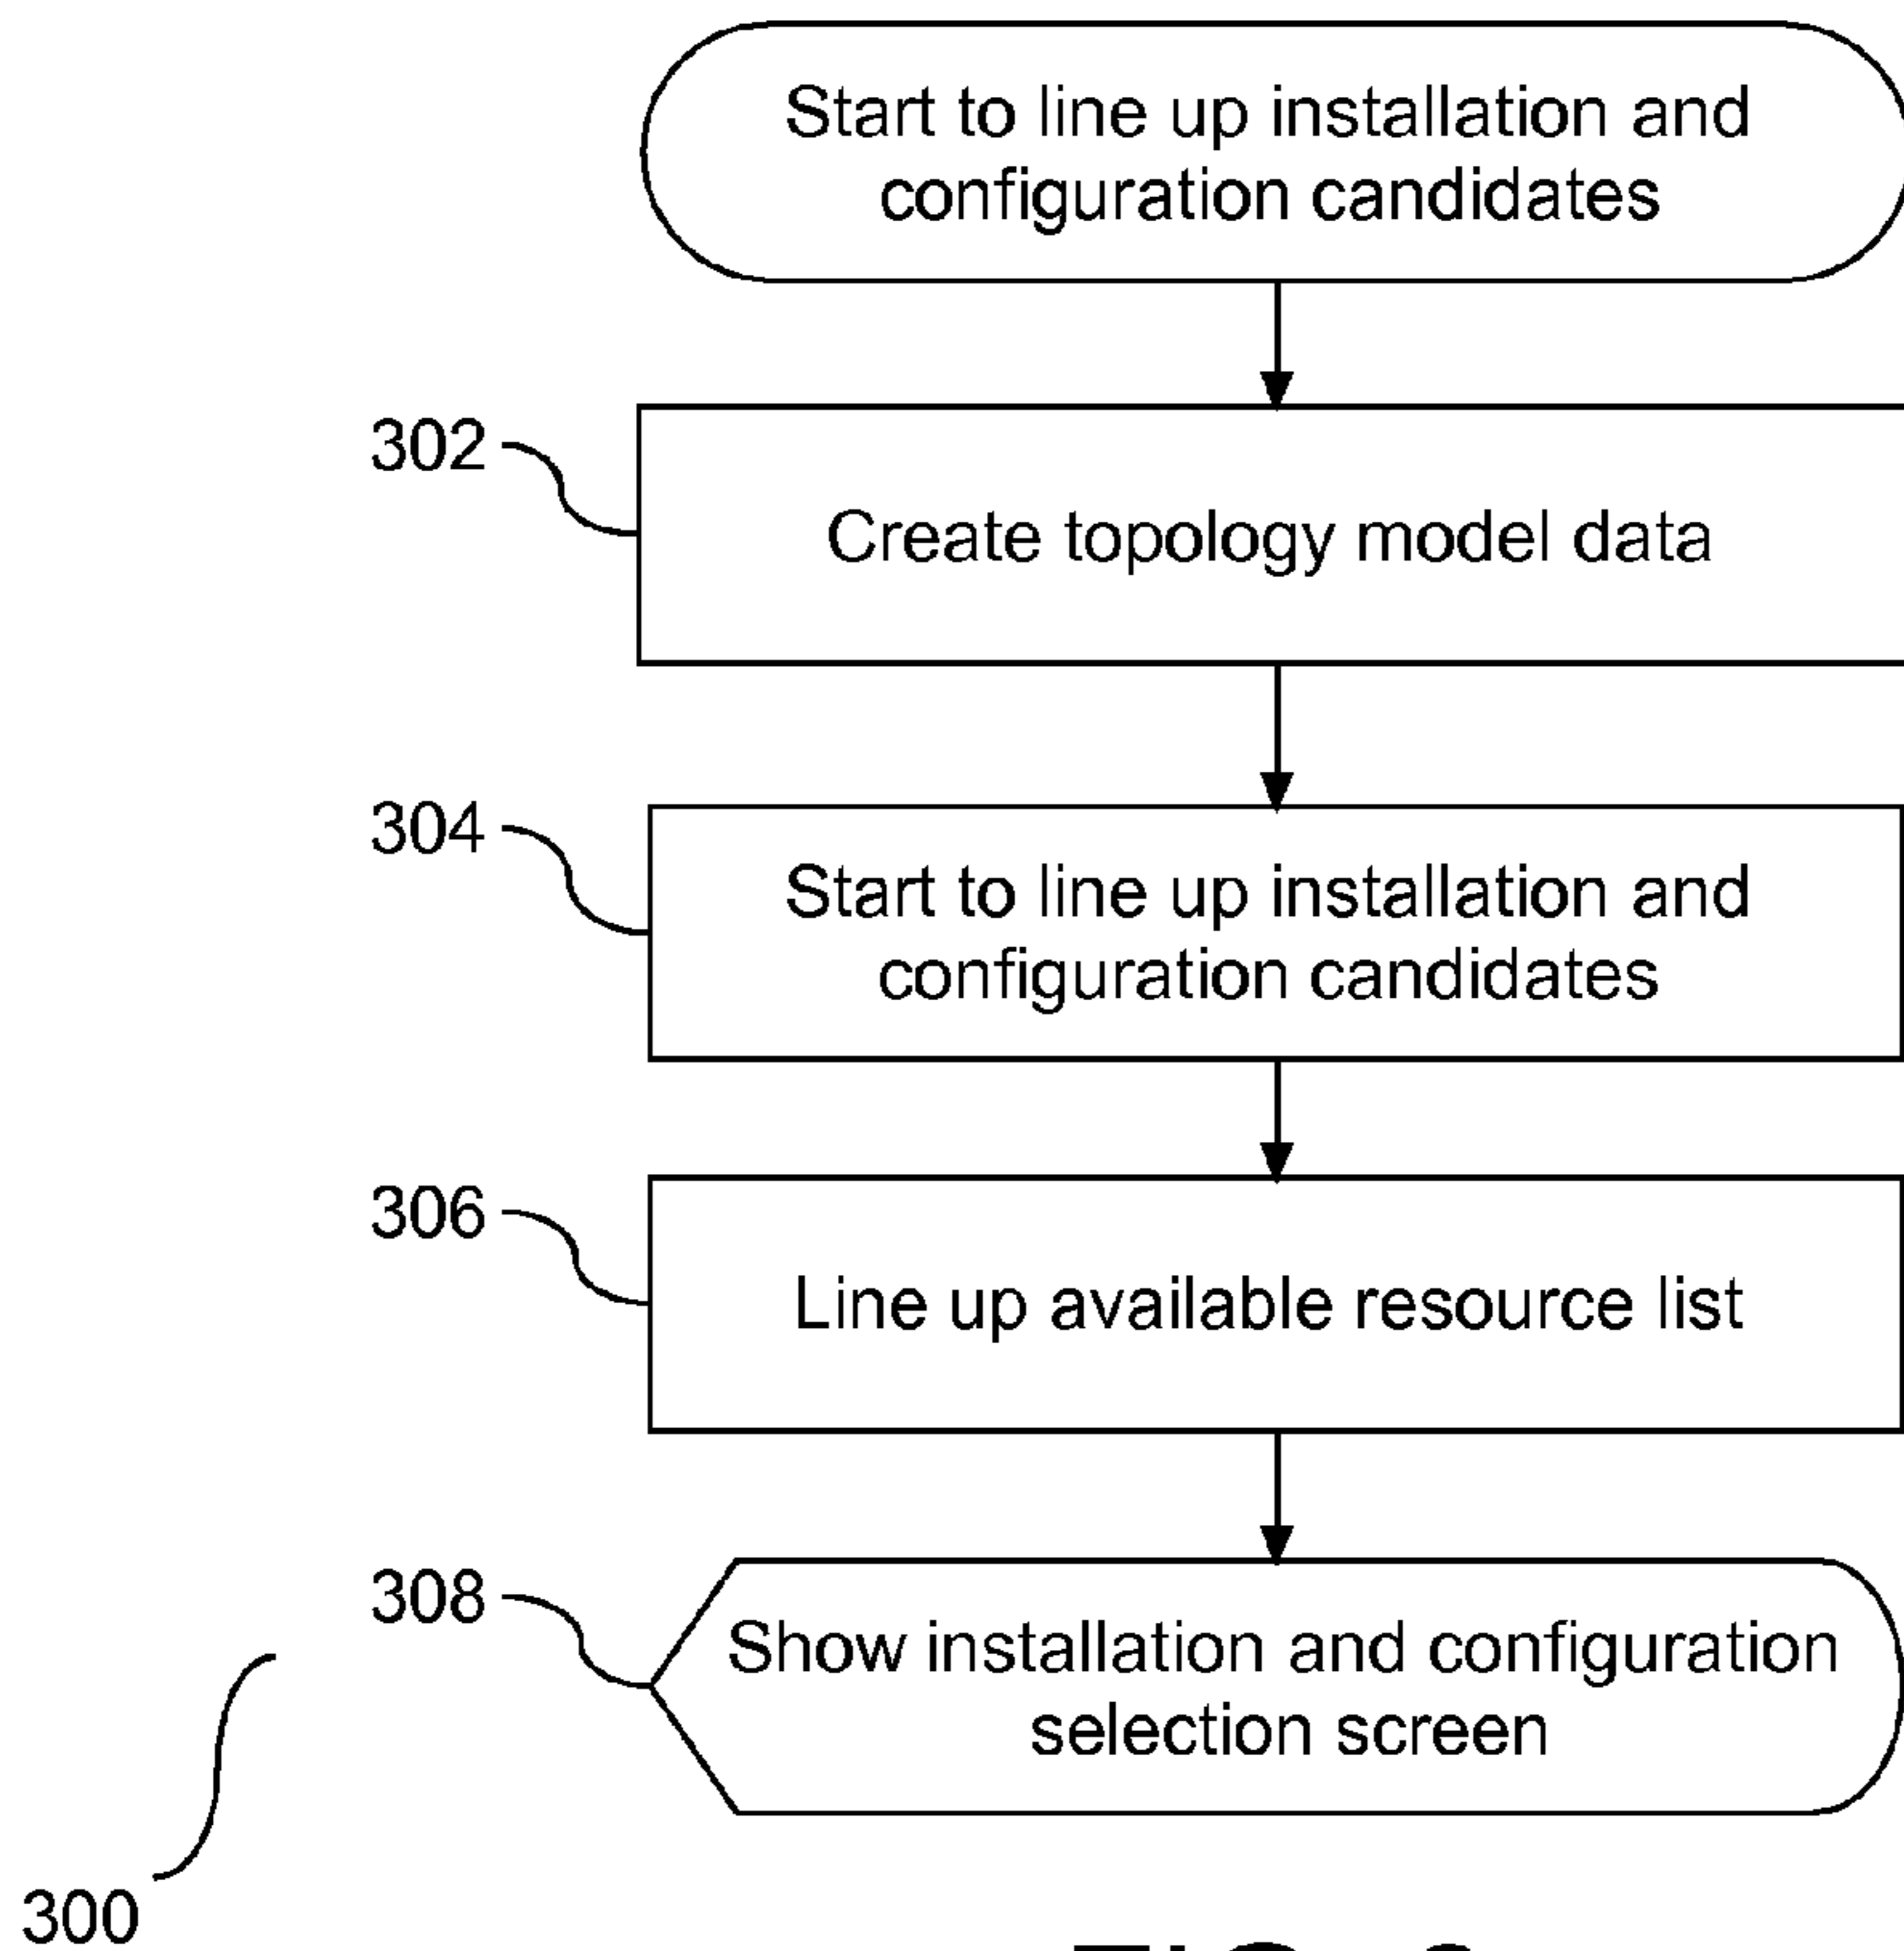 Start to line up installation and
configuration candidates
302
Create topology model data
304
Start to line up installation and
configuration candidates
306
Line up available resource list
308
Show installation and configuration
selection screen
300